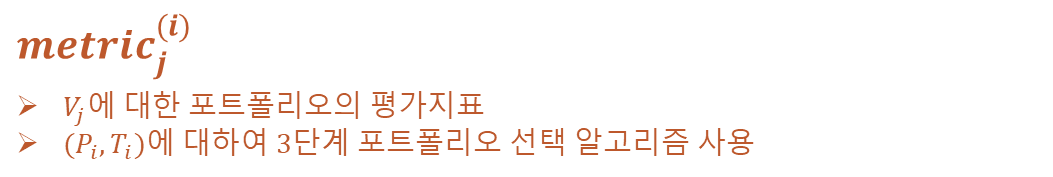 metric_j^(i)
➢ V_j에 대한 포트폴리오의 평가지표
➢ (P_i, T_i)에 대하여 3단계 포트폴리오 선택 알고리즘 사용